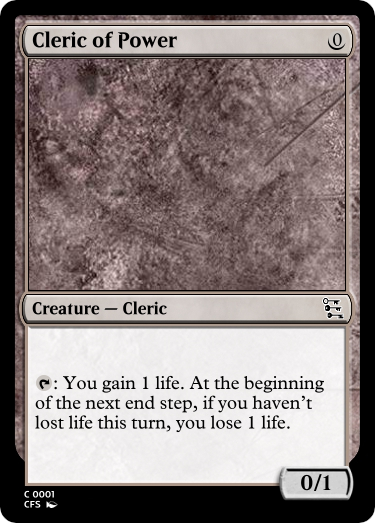 Cleric of Power
0
Creature — Cleric
: You gain 1 life. At the beginning
of the next end step, if you haven't
lost life this turn, you lose 1 life.
0/1
C 0001
CFS